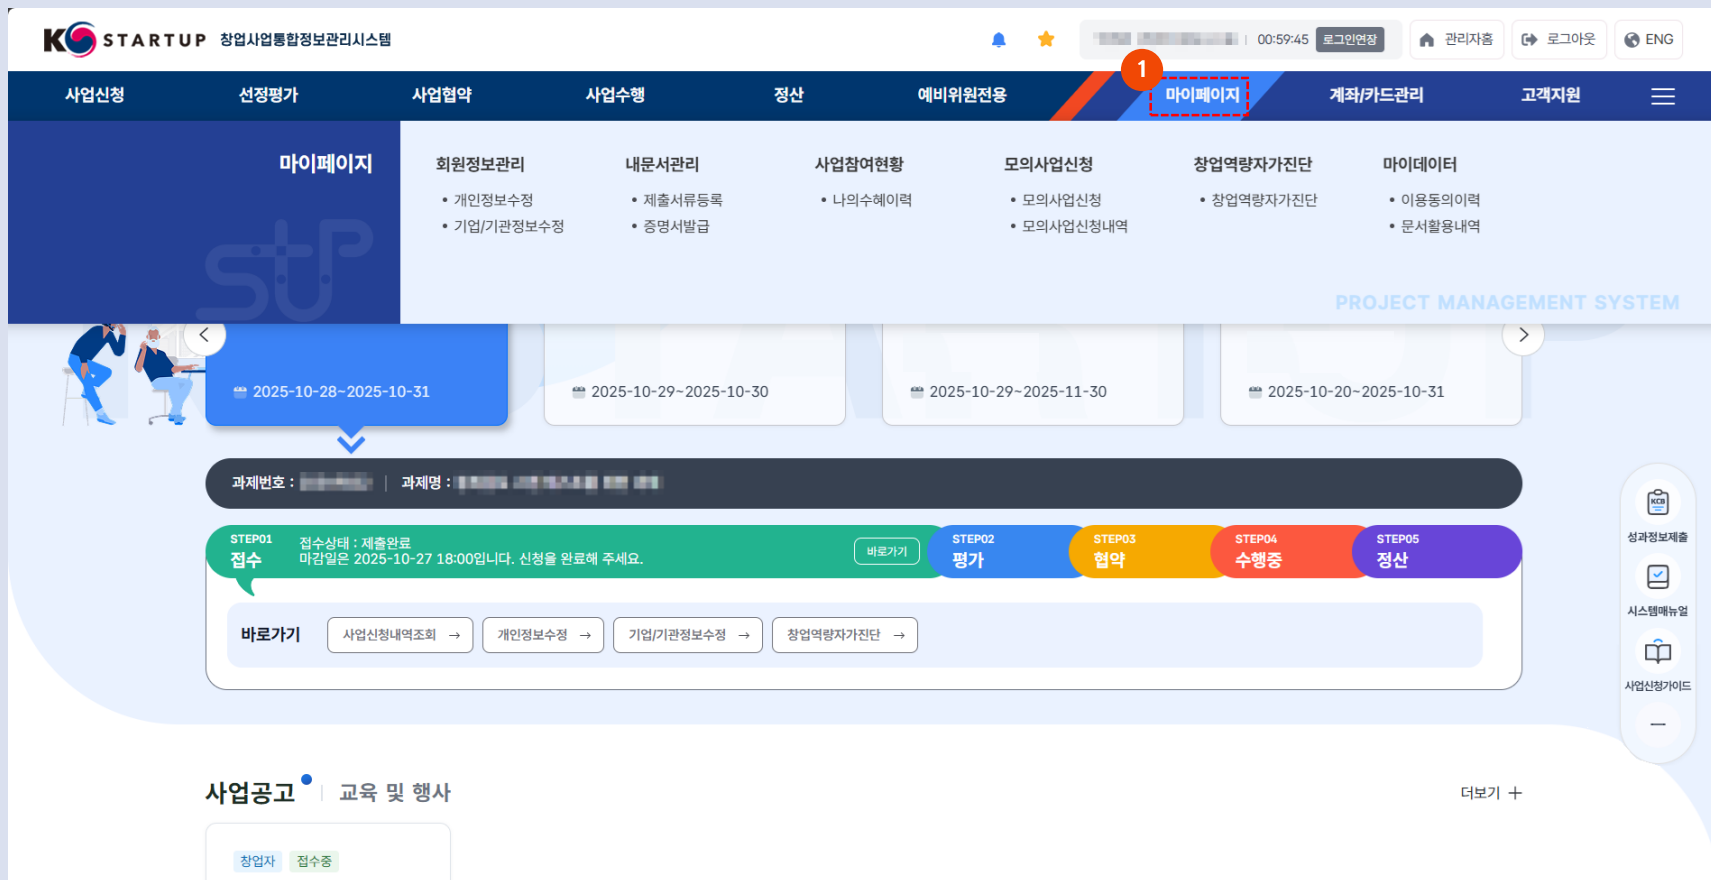 K STARTUP 창업사업통합정보관리시스템
00:59:45 로그인연장 관리자홈 로그아웃 ENG
1
사업신청 선정평가 사업협약 사업수행 정산 예비위원전용 마이페이지 계좌/카드관리 고객지원
마이페이지
회원정보관리
• 개인정보수정
• 기업/기관정보수정
내문서관리
• 제출서류등록
• 증명서발급
사업참여현황
• 나의수혜이력
모의사업신청
• 모의사업신청
• 모의사업신청내역
창업역량자가진단
• 창업역량자가진단
마이데이터
• 이용동의이력
• 문서활용내역
stup
PROJECT MANAGEMENT SYSTEM
2025-10-28~2025-10-31
2025-10-29~2025-10-30
2025-10-29~2025-11-30
2025-10-20~2025-10-31
과제번호 : | 과제명 :
STEP01
접수
접수상태 : 제출완료
마감일은 2025-10-27 18:00입니다. 신청을 완료해 주세요.
바로가기
STEP02
평가
STEP03
협약
STEP04
수행중
STEP05
정산
바로가기 사업신청내역조회 → 개인정보수정 → 기업/기관정보수정 → 창업역량자가진단 →
KCB
성과정보제출
시스템매뉴얼
사업신청가이드
사업공고 | 교육 및 행사
더보기 +
창업자 접수중